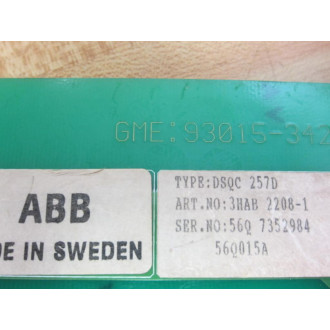 GME:93015-342
ABB
DE IN SWEDEN
TYPE:DSQC 257D
ART.NO:3HAB 2208-1
SER.NO:56Q 7352984
56Q015A